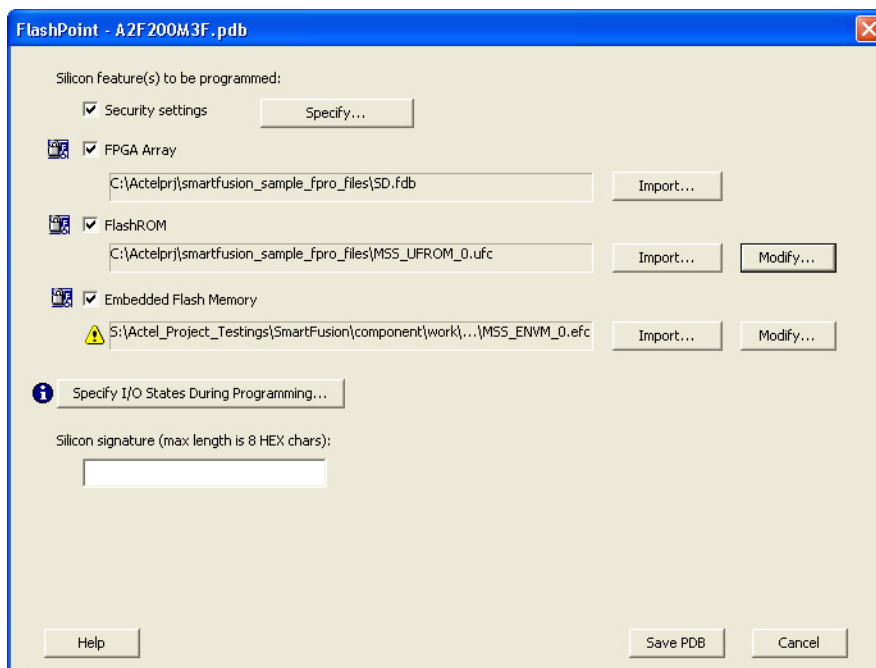 FlashPoint - A2F200M3F.pdb
Silicon feature(s) to be programmed:
Security settings
Specify...
FPGA Array
C:\Actelprj\smartfusion_sample_fpro_files\SD.fdb
Import...
FlashROM
C:\Actelprj\smartfusion_sample_fpro_files\MSS_UFROM_0.ufc
Import...
Modify...
Embedded Flash Memory
S:\Actel_Project_Testings\SmartFusion\component\work\...\MSS_ENVM_0.efc
Import...
Modify...
Specify I/O States During Programming...
Silicon signature (max length is 8 HEX chars):
Help
Save PDB
Cancel